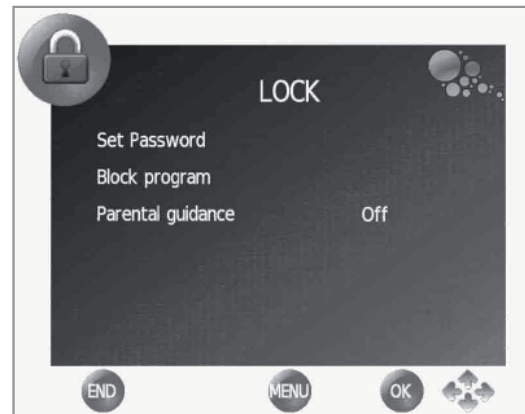 LOCK
Set Password
Block program
Parental guidance Off
END MENU OK